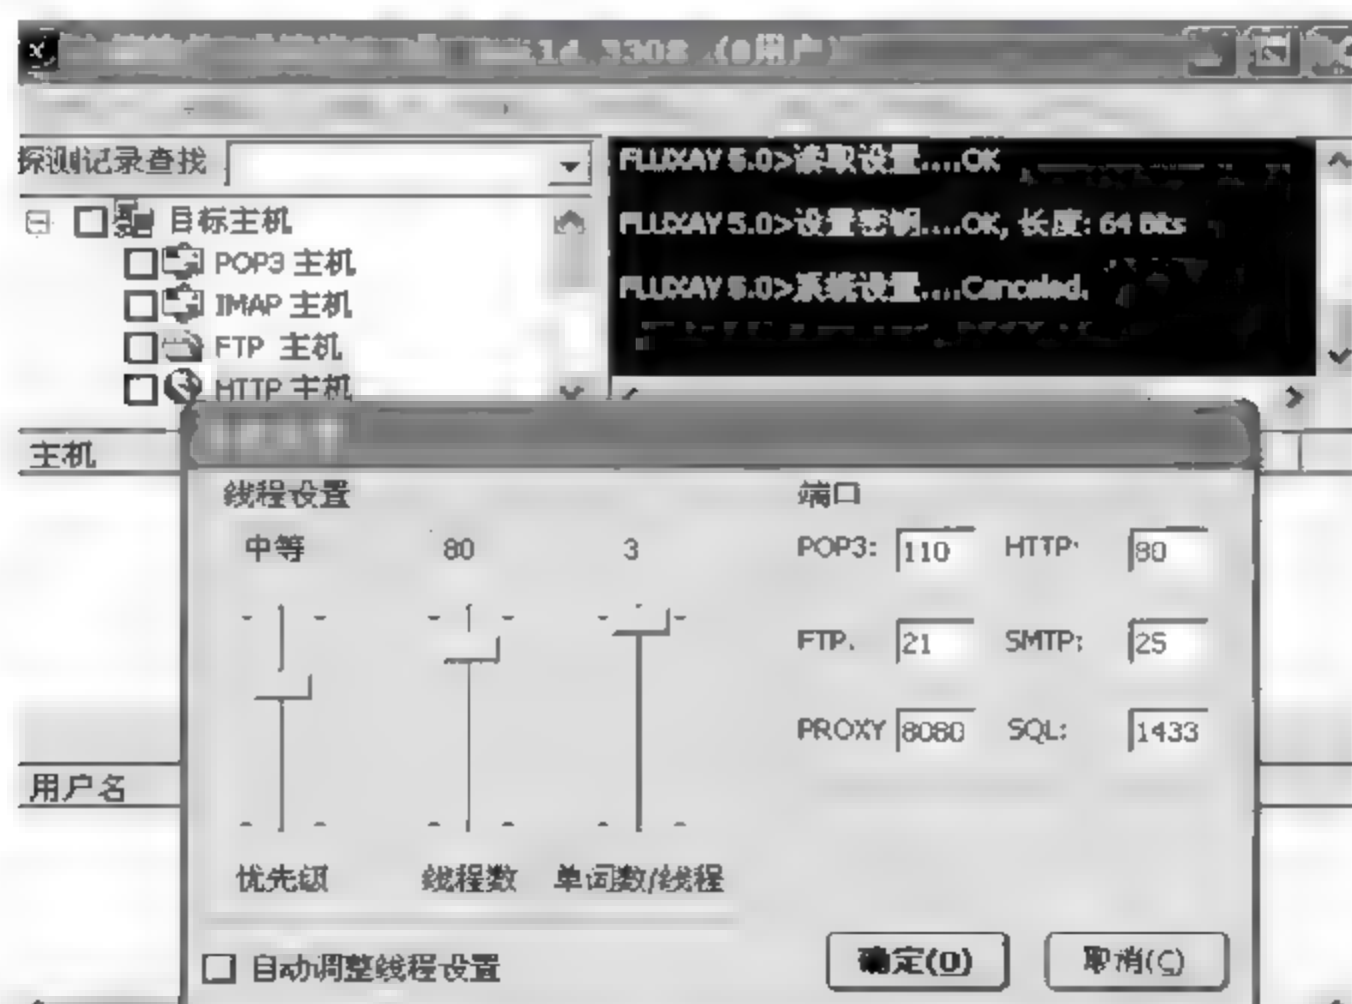 3308 (0用户)
探测记录查找
目标主机
POP3 主机
IMAP 主机
FTP 主机
HTTP 主机
FLUXAY 5.0>读取设置....OK
FLUXAY 5.0>设置密钥....OK, 长度: 64 Bits
FLUXAY 5.0>系统设置....Canceled.
主机
用户名
线程设置
中等 80 3
优先级 线程数 单词数/线程
自动调整线程设置
端口
POP3: 110 HTTP: 80
FTP: 21 SMTP: 25
PROXY 8080 SQL: 1433
确定(O) 取消(C)